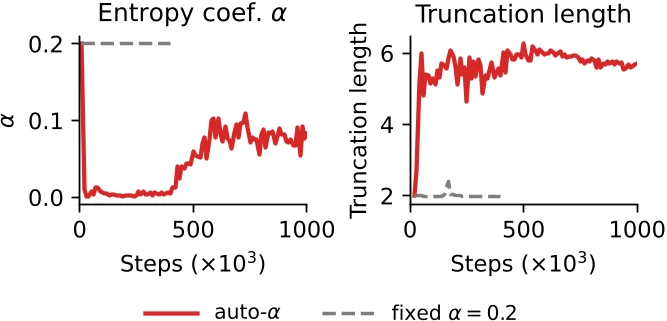 Entropy coef. α
0.2
0.1
0.0
α
0
500
1000
Steps (×10³)
Truncation length
6
4
2
Truncation length
0
500
1000
Steps (×10³)
auto-α
fixed α = 0.2